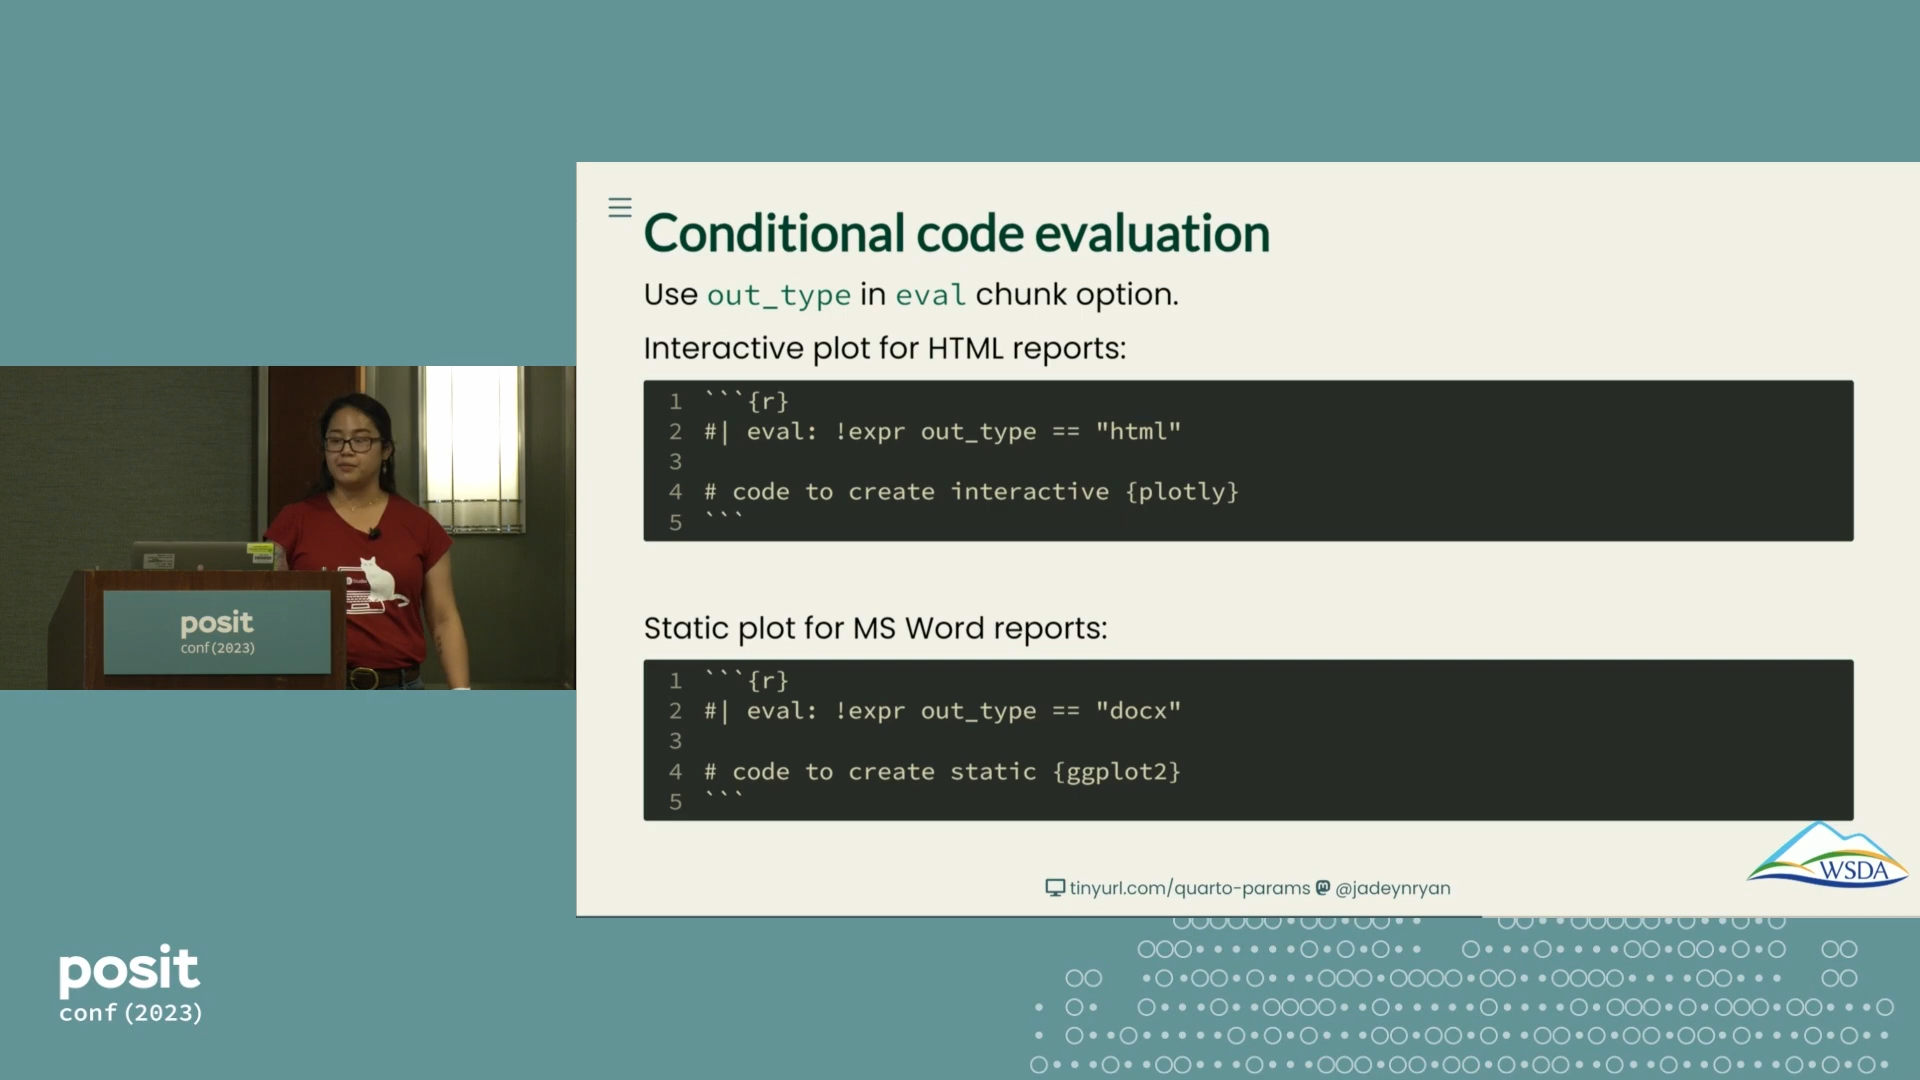 Conditional code evaluation
Use out_type in eval chunk option.
Interactive plot for HTML reports:
1 ```{r}
2 #| eval: !expr out_type == "html"
3
4 # code to create interactive {plotly}
5 ```
Static plot for MS Word reports:
1 ```{r}
2 #| eval: !expr out_type == "docx"
3
4 # code to create static {ggplot2}
5 ```
WSDA
tinyurl.com/quarto-params @jadeynryan
posit
conf(2023)
posit
conf(2023)